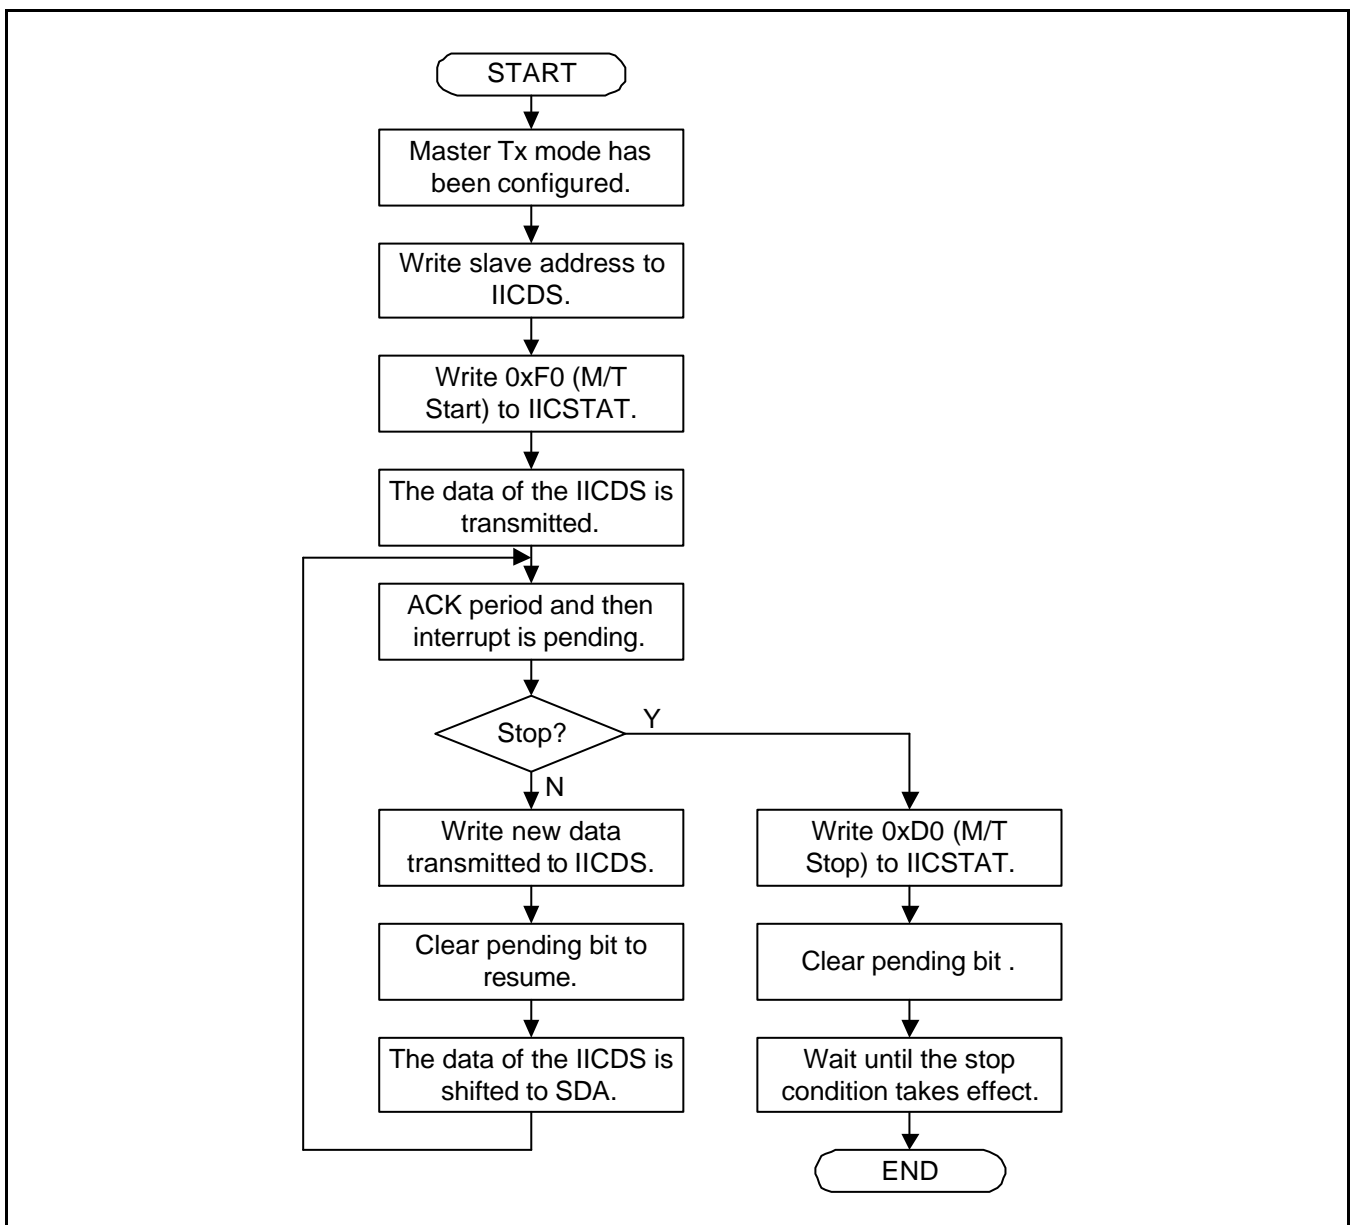 START
Master Tx mode has
been configured.
Write slave address to
IICDS.
Write 0xF0 (M/T
Start) to IICSTAT.
The data of the IICDS is
transmitted.
ACK period and then
interrupt is pending.
Stop?
Y
N
Write new data
transmitted to IICDS.
Clear pending bit to
resume.
The data of the IICDS is
shifted to SDA.
Write 0xD0 (M/T
Stop) to IICSTAT.
Clear pending bit .
Wait until the stop
condition takes effect.
END